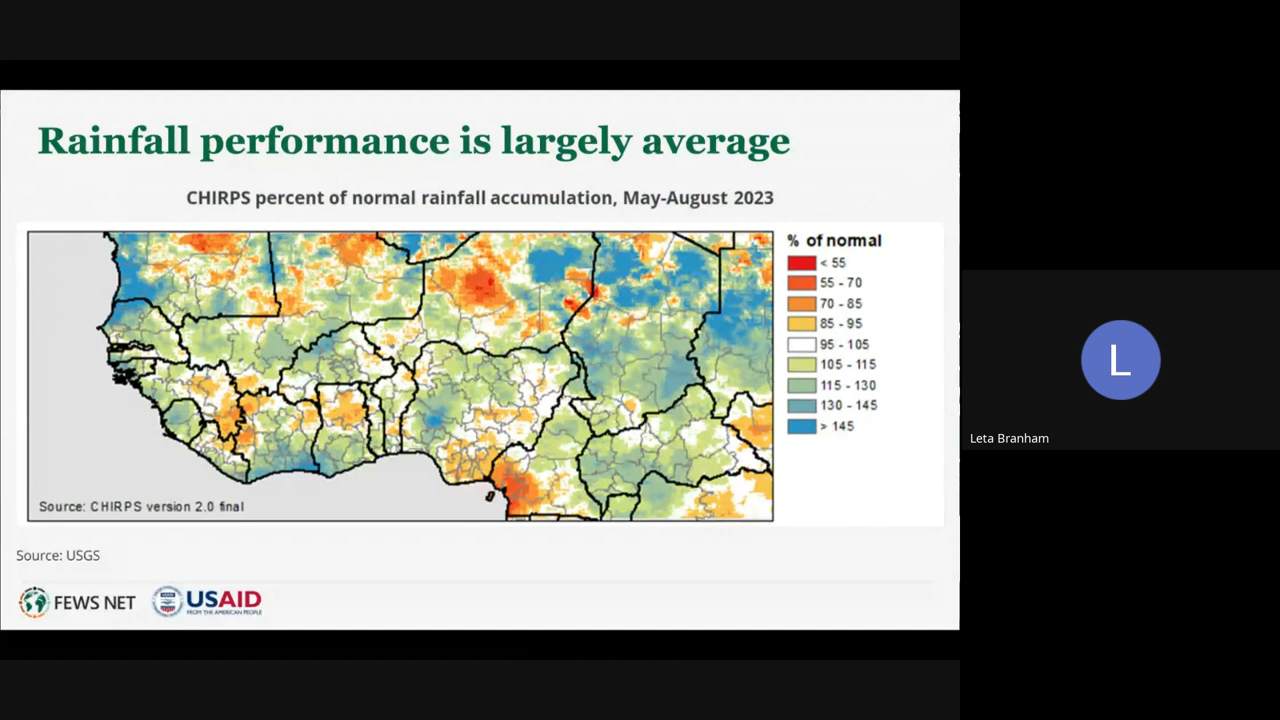 Rainfall performance is largely average
CHIRPS percent of normal rainfall accumulation, May-August 2023
% of normal
< 55
55 - 70
70 - 85
85 - 95
95 - 105
105 - 115
115 - 130
130 - 145
> 145
Source: CHIRPS version 2.0 final
Source: USGS
FEWS NET
USAID
FROM THE AMERICAN PEOPLE
L
Leta Branham